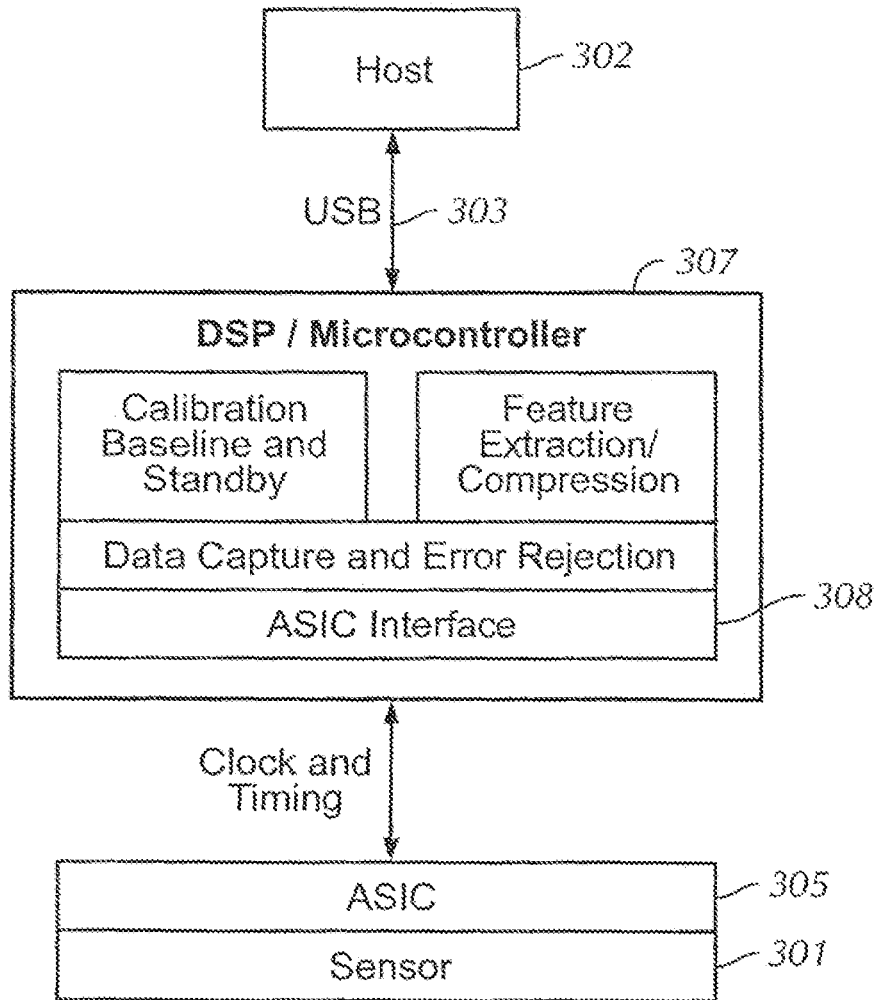 Host
302
USB
303
307
DSP / Microcontroller
Calibration
Baseline and
Standby
Feature
Extraction/
Compression
Data Capture and Error Rejection
308
ASIC Interface
Clock and
Timing
ASIC
305
Sensor
301